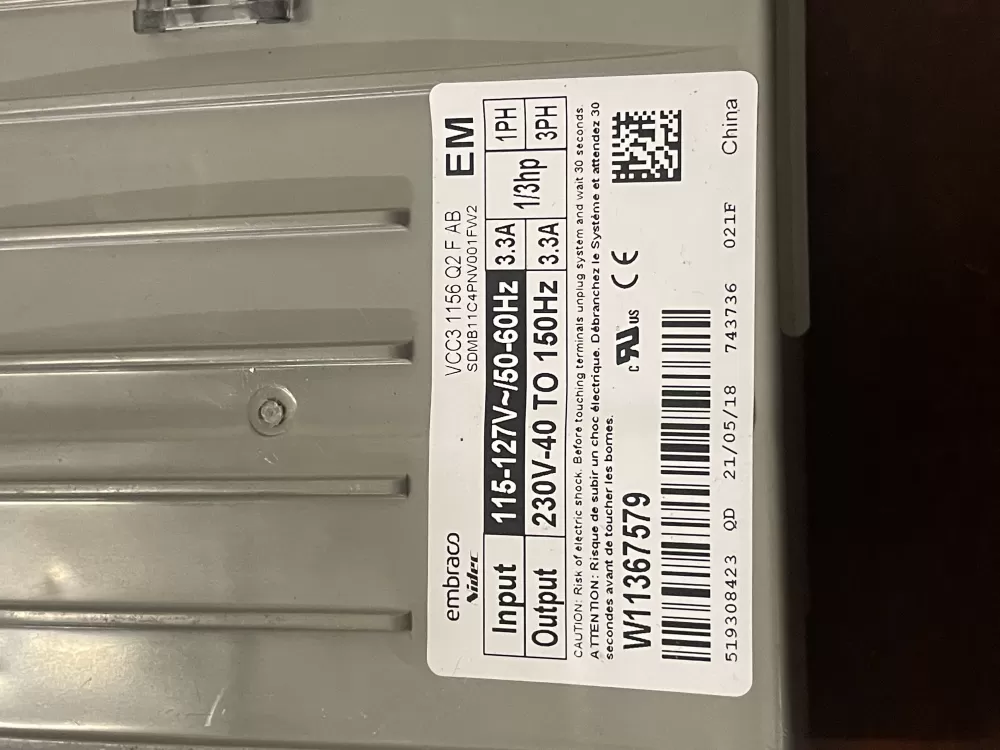 embraco
Nidec
VCC3 1156 Q2 F AB
SDMB11C4PNV001FW2
EM
Input 115-127V~/50-60Hz 3.3A 1/3hp 1PH
Output 230V-40 TO 150Hz 3.3A 3PH
CAUTION: Risk of electric shock. Before touching terminals unplug system and wait 30 seconds.
ATTENTION: Risque de subir un choc électrique. Débranchez le Système et attendez 30
secondes avant de toucher les bornes.
W11367579
c RU US CE
519308423 QD 21/05/18 743736 021F China